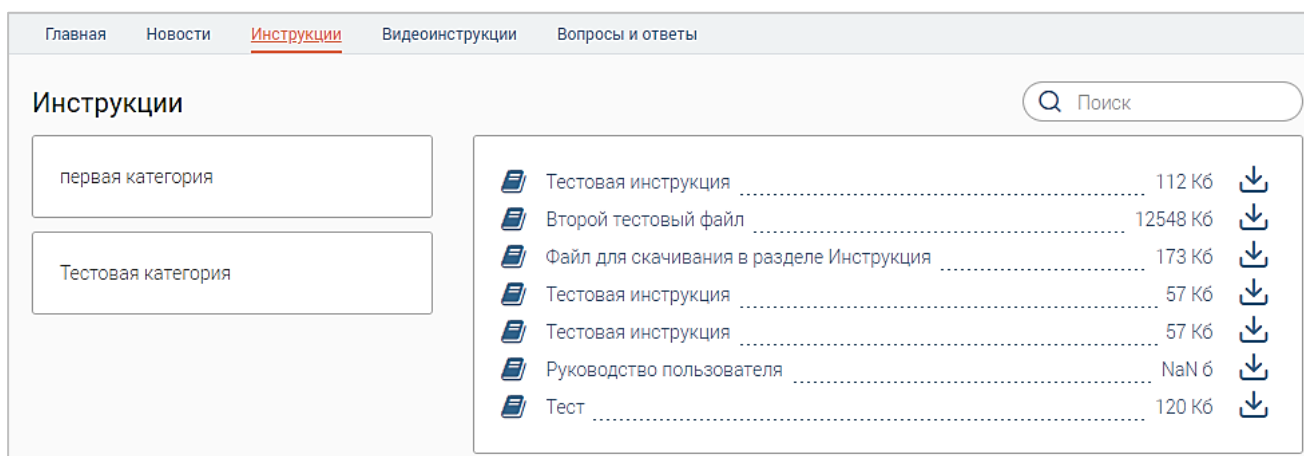 Главная Новости Инструкции Видеоинструкции Вопросы и ответы
Инструкции
Поиск
первая категория
Тестовая категория
Тестовая инструкция 112 Кб
Второй тестовый файл 12548 Кб
Файл для скачивания в разделе Инструкция 173 Кб
Тестовая инструкция 57 Кб
Тестовая инструкция 57 Кб
Руководство пользователя NaN б
Тест 120 Кб